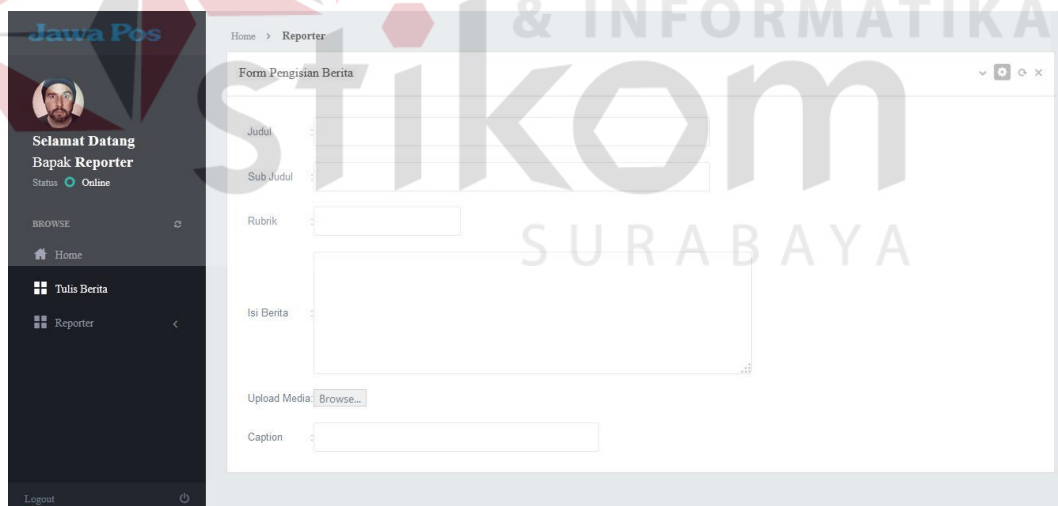 & INFORMATIKA
Jawa Pos
Home > Reporter
Form Pengisian Berita
stikom
SURABAYA
Selamat Datang
Bapak Reporter
Status Online
BROWSE
Home
Tulis Berita
Reporter
Logout
Judul :
Sub Judul :
Rubrik :
Isi Berita :
Upload Media: Browse...
Caption :